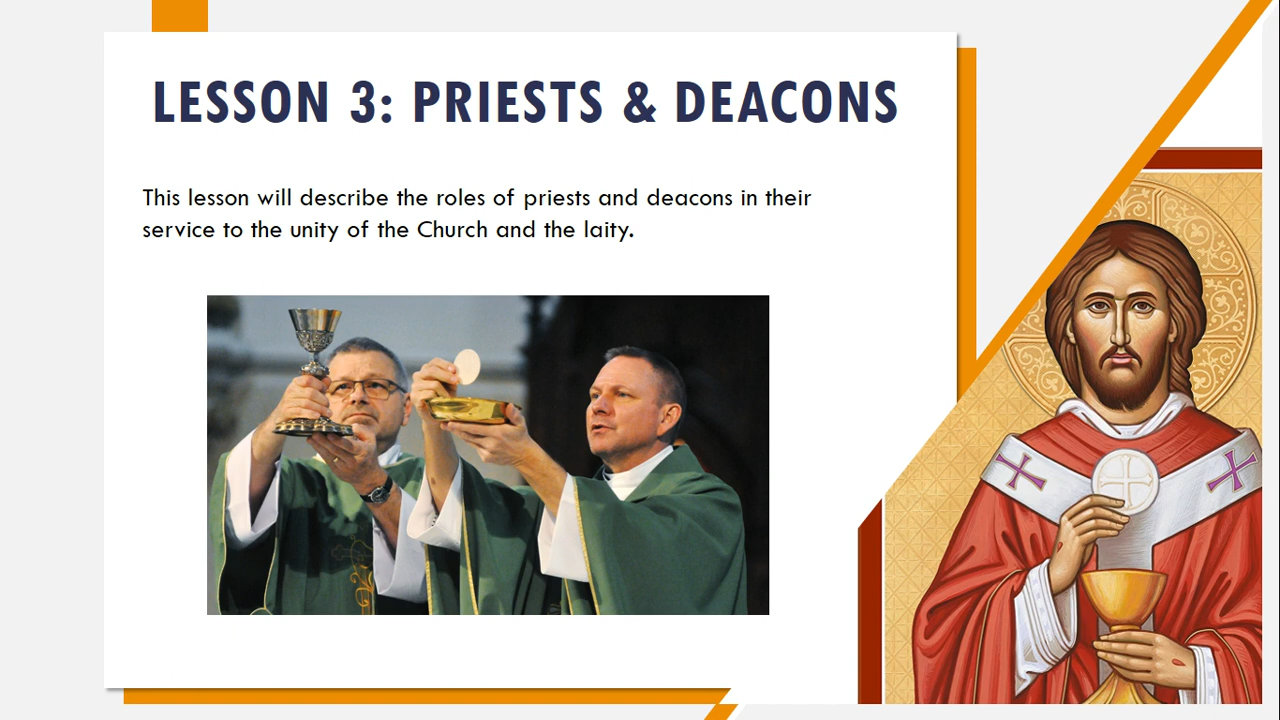 LESSON 3: PRIESTS & DEACONS
This lesson will describe the roles of priests and deacons in their
service to the unity of the Church and the laity.